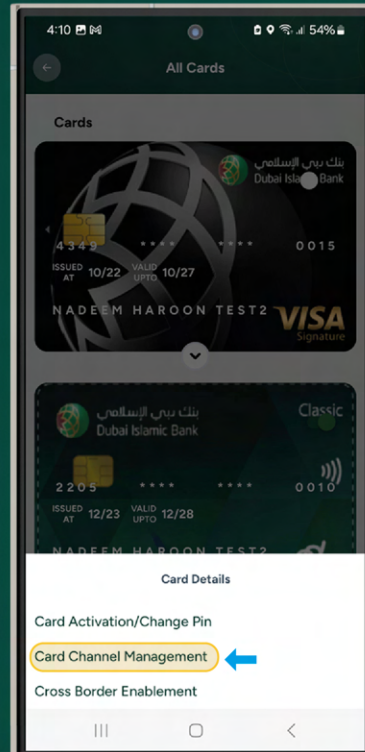 4:10 54%
All Cards
Cards
بنك دبي الإسلامي
Dubai Islamic Bank
4349 **** **** 0015
ISSUED AT 10/22 VALID UPTO 10/27
NADEEM HAROON TEST2
VISA
Signature
بنك دبي الإسلامي
Dubai Islamic Bank
Classic
2205 **** **** 0010
ISSUED AT 12/23 VALID UPTO 12/28
NADEEM HAROON TEST2
Card Details
Card Activation/Change Pin
Card Channel Management
Cross Border Enablement